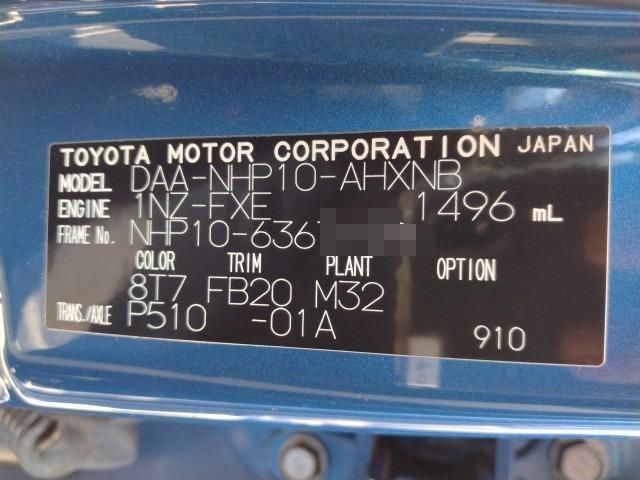 TOYOTA MOTOR CORPORATION JAPAN
MODEL DAA-NHP10-AHXNB
ENGINE 1NZ-FXE 1496 mL
FRAME No. NHP10-636
COLOR TRIM PLANT OPTION
8T7 FB20 M32
TRANS./AXLE P510 -01A
910